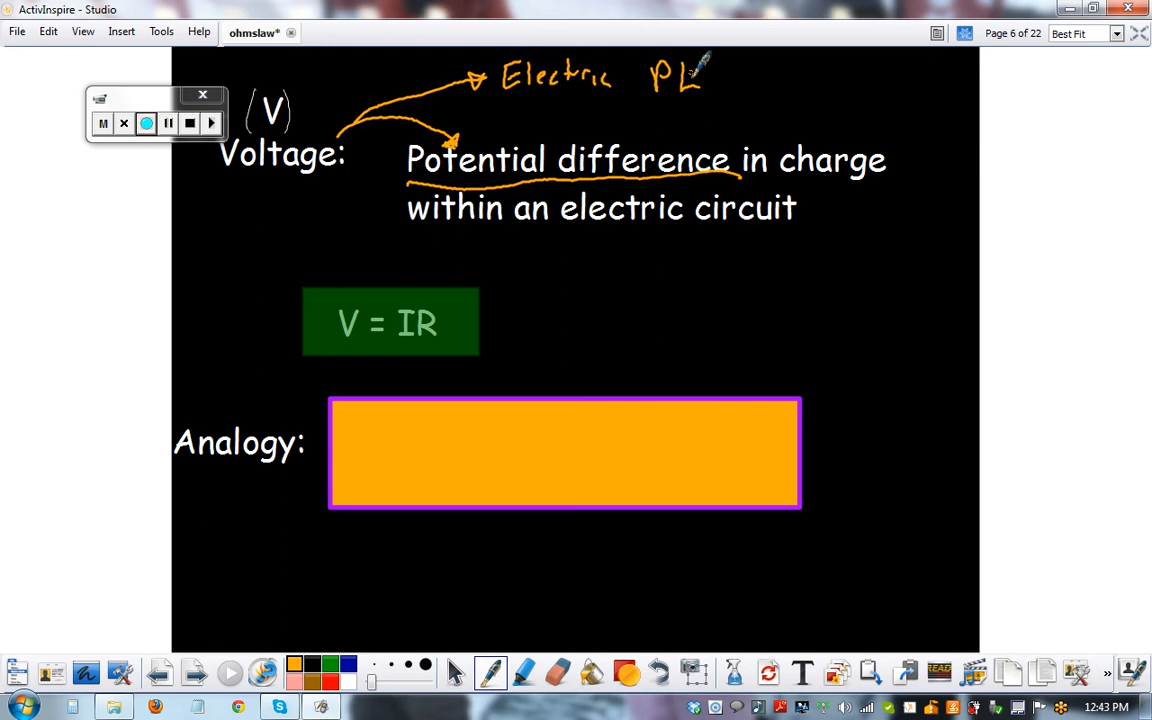 ActivInspire - Studio
File Edit View Insert Tools Help ohmslaw* Page 6 of 22 Best Fit
Electric
M
(V)
Voltage: Potential difference in charge
within an electric circuit
V = IR
Analogy:
T READ »
12:43 PM